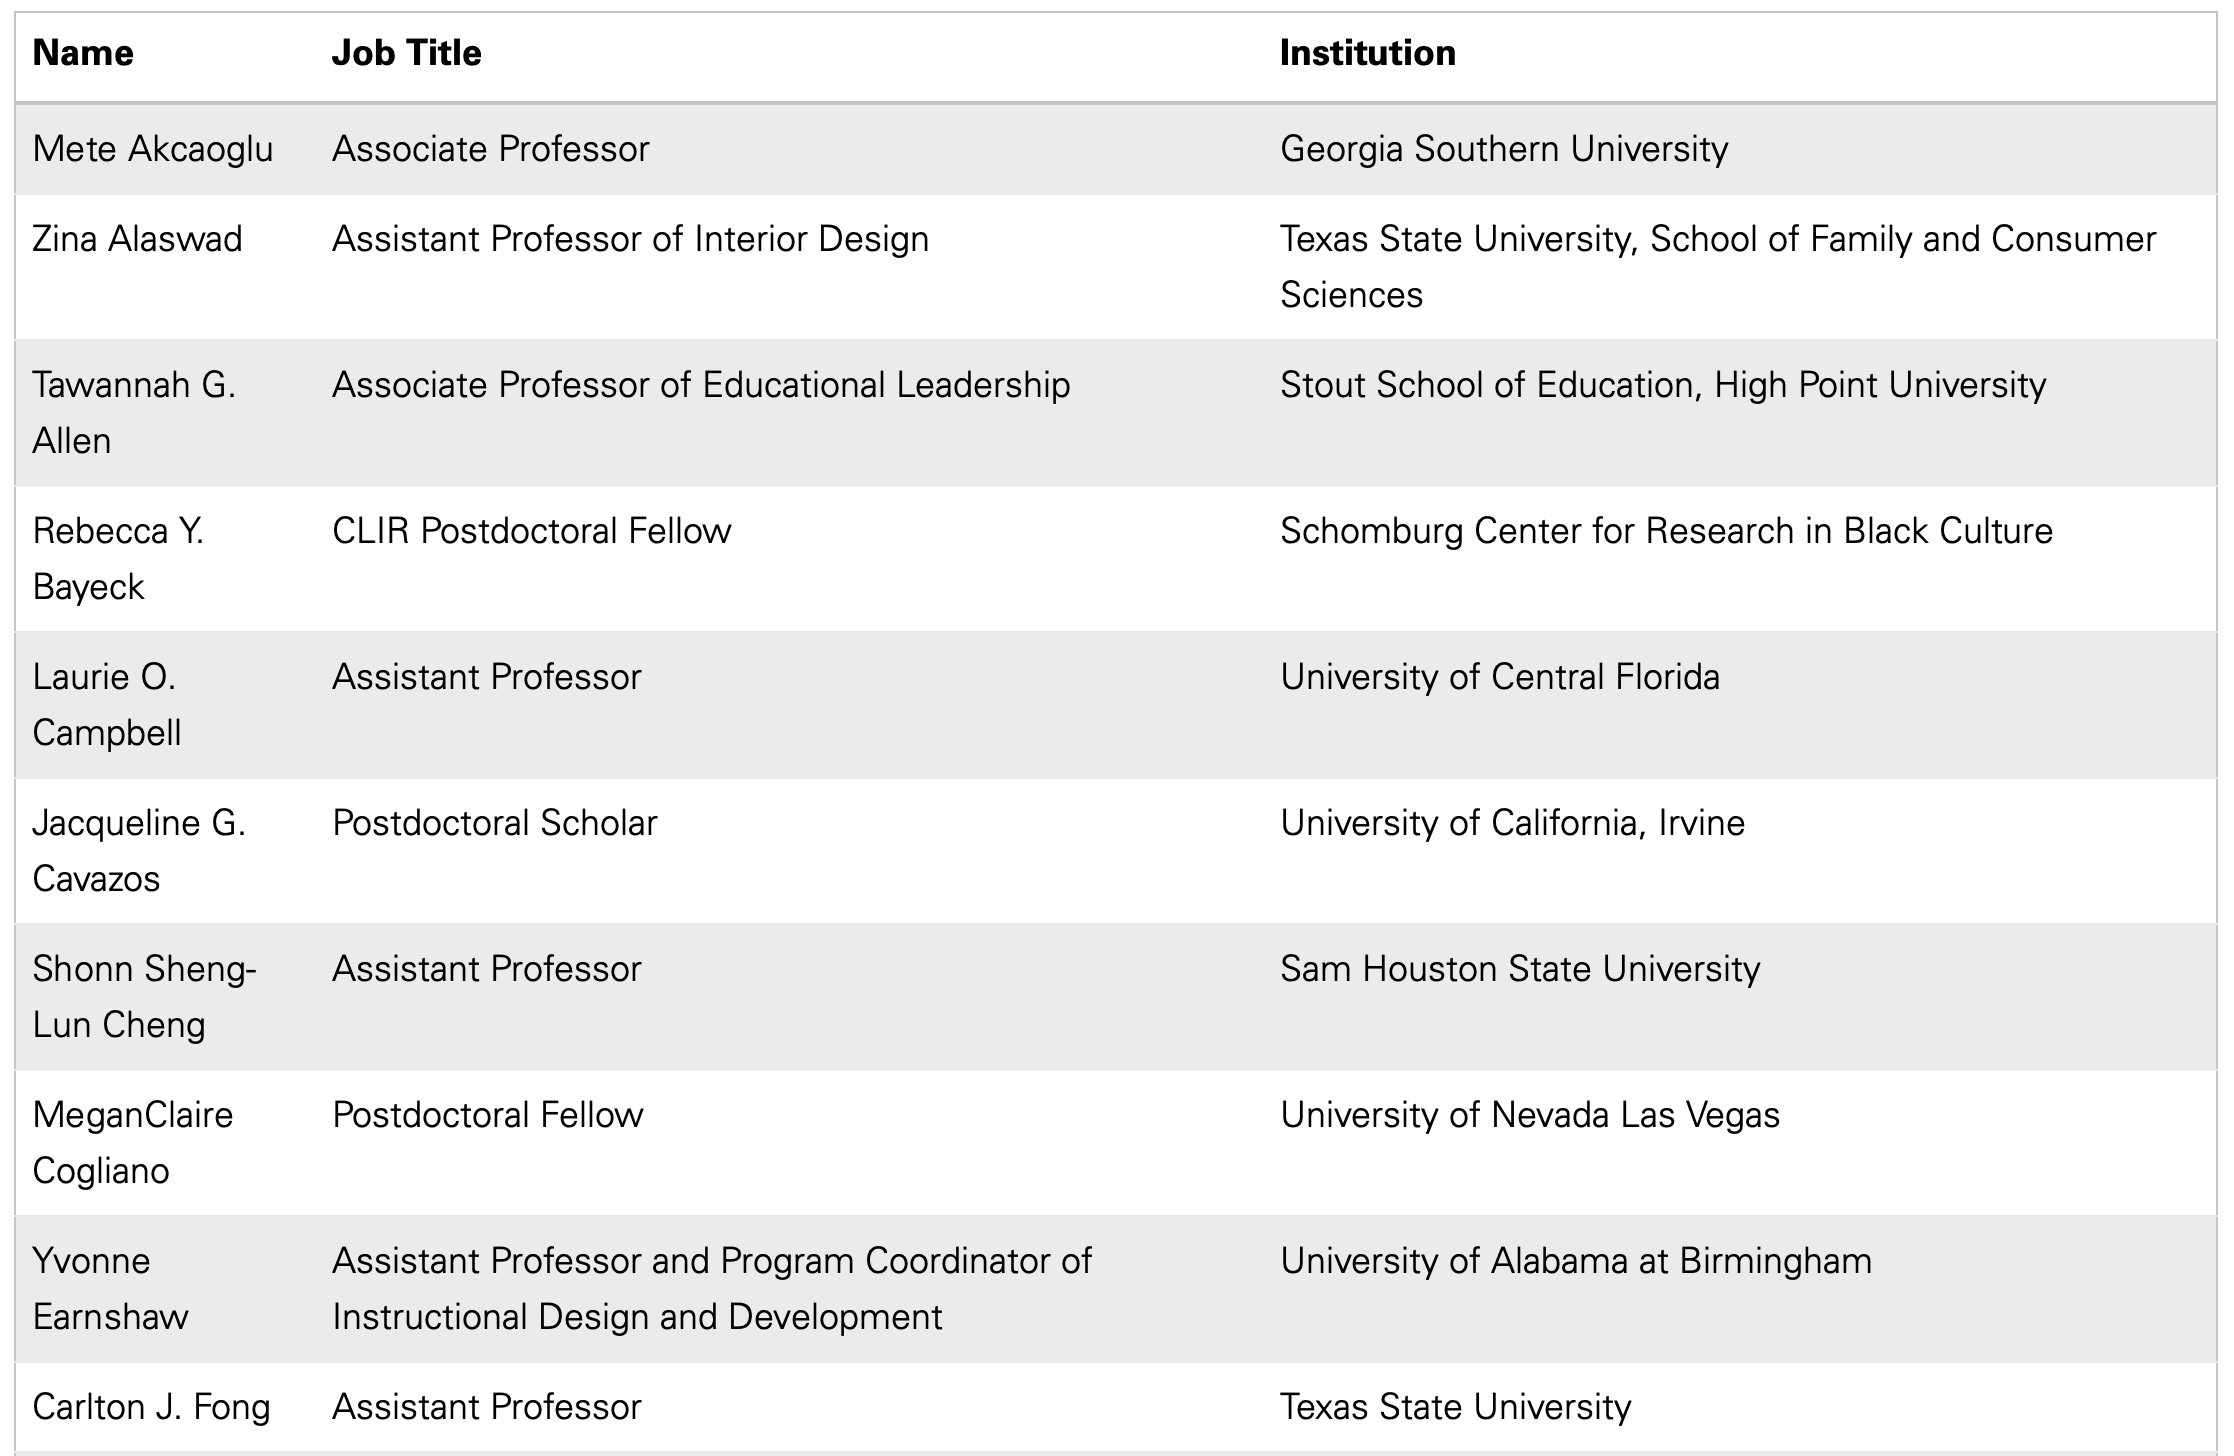 Name Job Title Institution
Mete Akcaoglu Associate Professor Georgia Southern University
Zina Alaswad Assistant Professor of Interior Design Texas State University, School of Family and Consumer
Sciences
Tawannah G. Associate Professor of Educational Leadership Stout School of Education, High Point University
Allen
Rebecca Y. CLIR Postdoctoral Fellow Schomburg Center for Research in Black Culture
Bayeck
Laurie O. Assistant Professor University of Central Florida
Campbell
Jacqueline G. Postdoctoral Scholar University of California, Irvine
Cavazos
Shonn Sheng- Assistant Professor Sam Houston State University
Lun Cheng
MeganClaire Postdoctoral Fellow University of Nevada Las Vegas
Cogliano
Yvonne Assistant Professor and Program Coordinator of University of Alabama at Birmingham
Earnshaw Instructional Design and Development
Carlton J. Fong Assistant Professor Texas State University